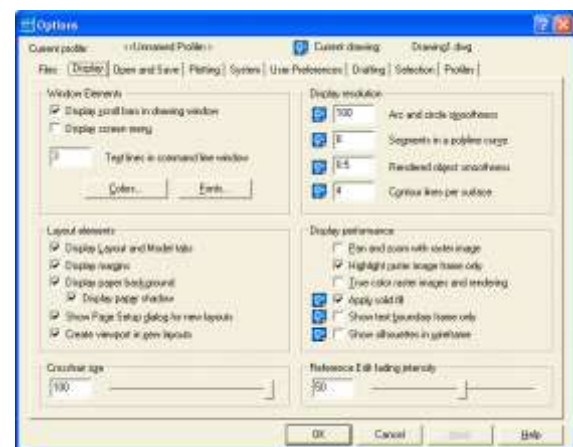 Options
Current profile: <<Unnamed Profile>> Current drawing: Drawing1.dwg
Files Display Open and Save Plotting System User Preferences Drafting Selection Profiles
Window Elements
Display scroll bars in drawing window
Display screen menu
3 Text lines in command line window
Colors... Fonts...
Display resolution
100 Arc and circle smoothness
8 Segments in a polyline curve
0.5 Rendered object smoothness
4 Contour lines per surface
Layout elements
Display Layout and Model tabs
Display margins
Display paper background
Display paper shadow
Show Page Setup dialog for new layouts
Create viewport in new layouts
Display performance
Pan and zoom with raster image
Highlight raster image frame only
True color raster images and rendering
Apply solid fill
Show text boundary frame only
Show silhouettes in wireframe
Crosshair size
100
Reference Edit fading intensity
50
OK Cancel Help